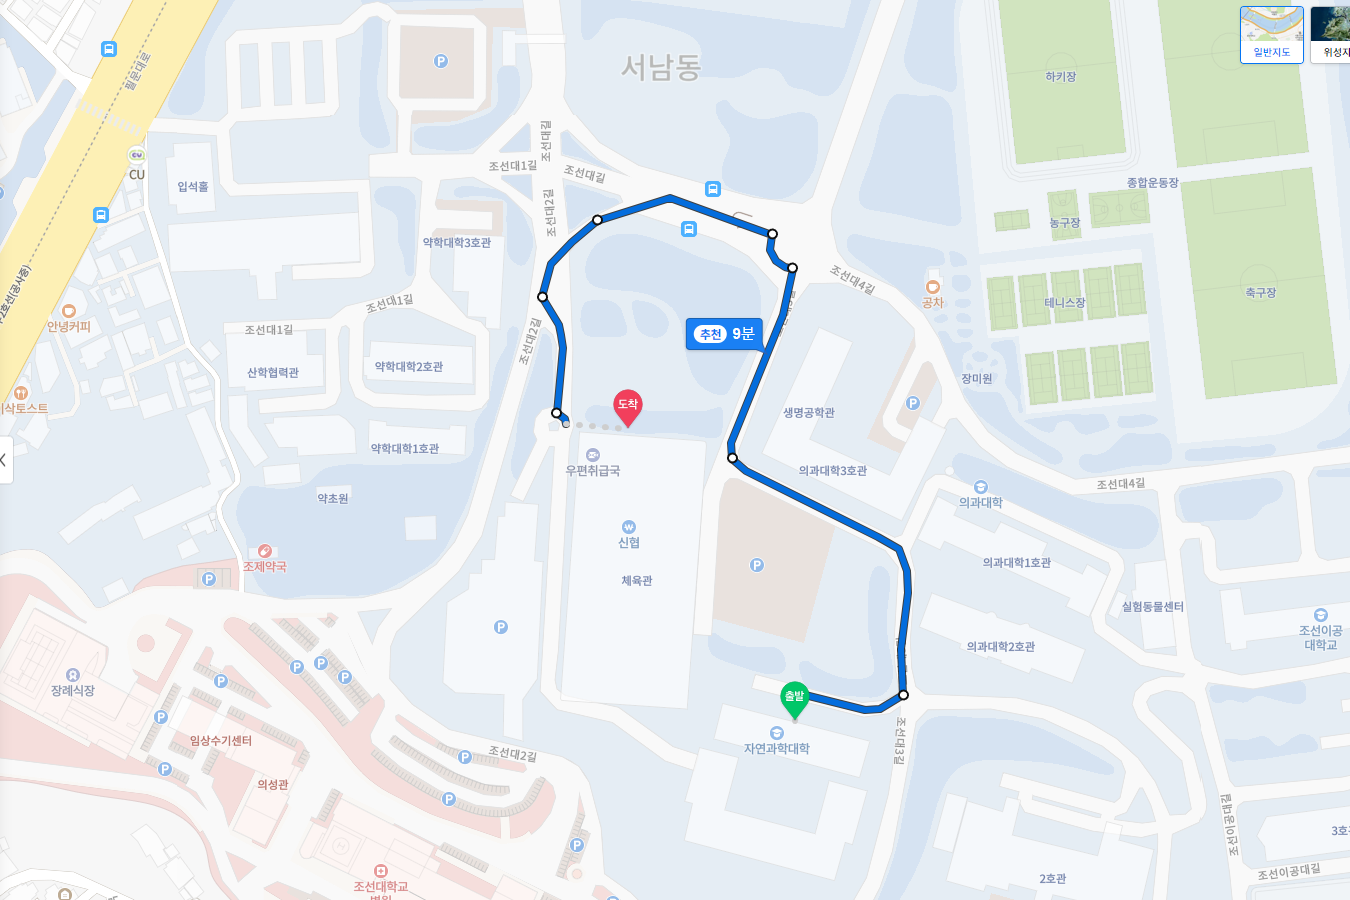 일반지도
위성지
필문대로
서남동
하키장
CU
입석홀
조선대길
조선대1길
조선대길
종합운동장
조선대2길
농구장
약학대학3호관
조선대4길
공차
축구장
테니스장
2호선(공사중)
안녕커피
조선대1길
조선대1길
조선대2길
추천 9분
산학협력관
약학대학2호관
장미원
이삭토스트
도착
생명공학관
약학대학1호관
우편취급국
의과대학3호관
조선대4길
약초원
의과대학
신협
조제약국
체육관
의과대학1호관
실험동물센터
조선이공
대학교
의과대학2호관
장례식장
출발
임상수기센터
자연과학대학
조선대3길
조선대2길
의성관
조선이공대길
3호
조선대학교
병원
2호관
조선이공대길